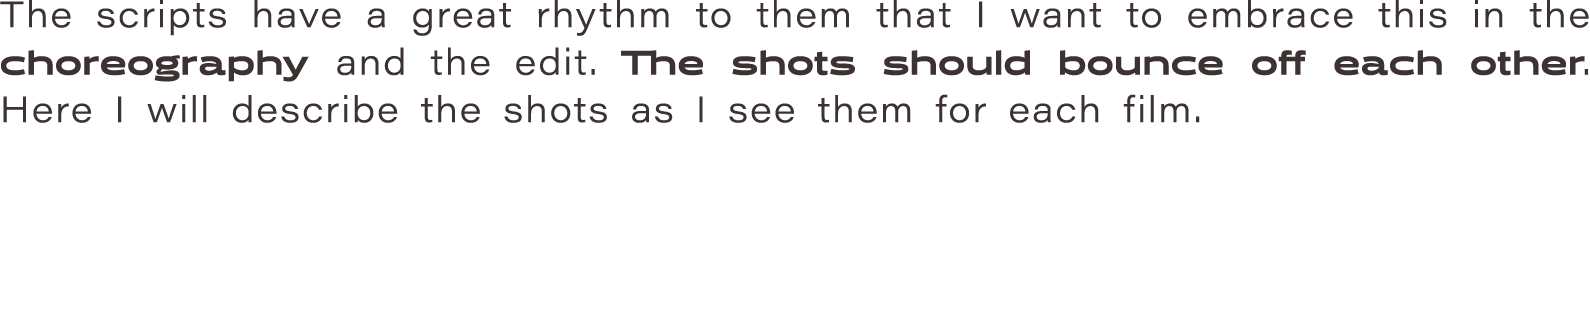 The scripts have a great rhythm to them that I want to embrace this in the
choreography and the edit. The shots should bounce off each other.
Here I will describe the shots as I see them for each film.